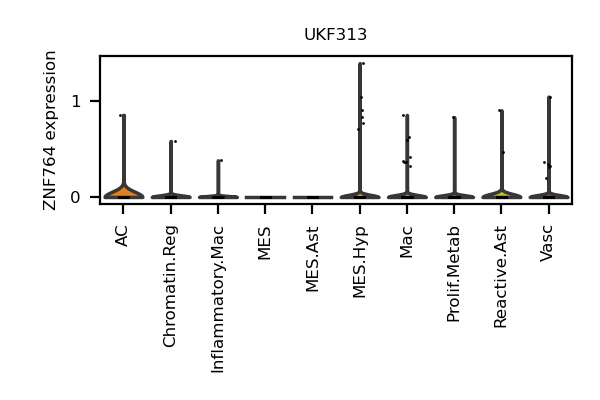 UKF313
ZNF764 expression
1
0
AC
Chromatin.Reg
Inflammatory.Mac
MES
MES.Ast
MES.Hyp
Mac
Prolif.Metab
Reactive.Ast
Vasc